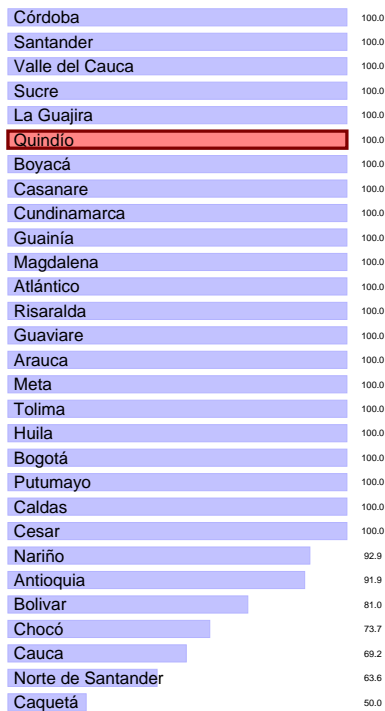 Córdoba 100.0
Santander 100.0
Valle del Cauca 100.0
Sucre 100.0
La Guajira 100.0
Quindío 100.0
Boyacá 100.0
Casanare 100.0
Cundinamarca 100.0
Guainía 100.0
Magdalena 100.0
Atlántico 100.0
Risaralda 100.0
Guaviare 100.0
Arauca 100.0
Meta 100.0
Tolima 100.0
Huila 100.0
Bogotá 100.0
Putumayo 100.0
Caldas 100.0
Cesar 100.0
Nariño 92.9
Antioquia 91.9
Bolivar 81.0
Chocó 73.7
Cauca 69.2
Norte de Santander 63.6
Caquetá 50.0